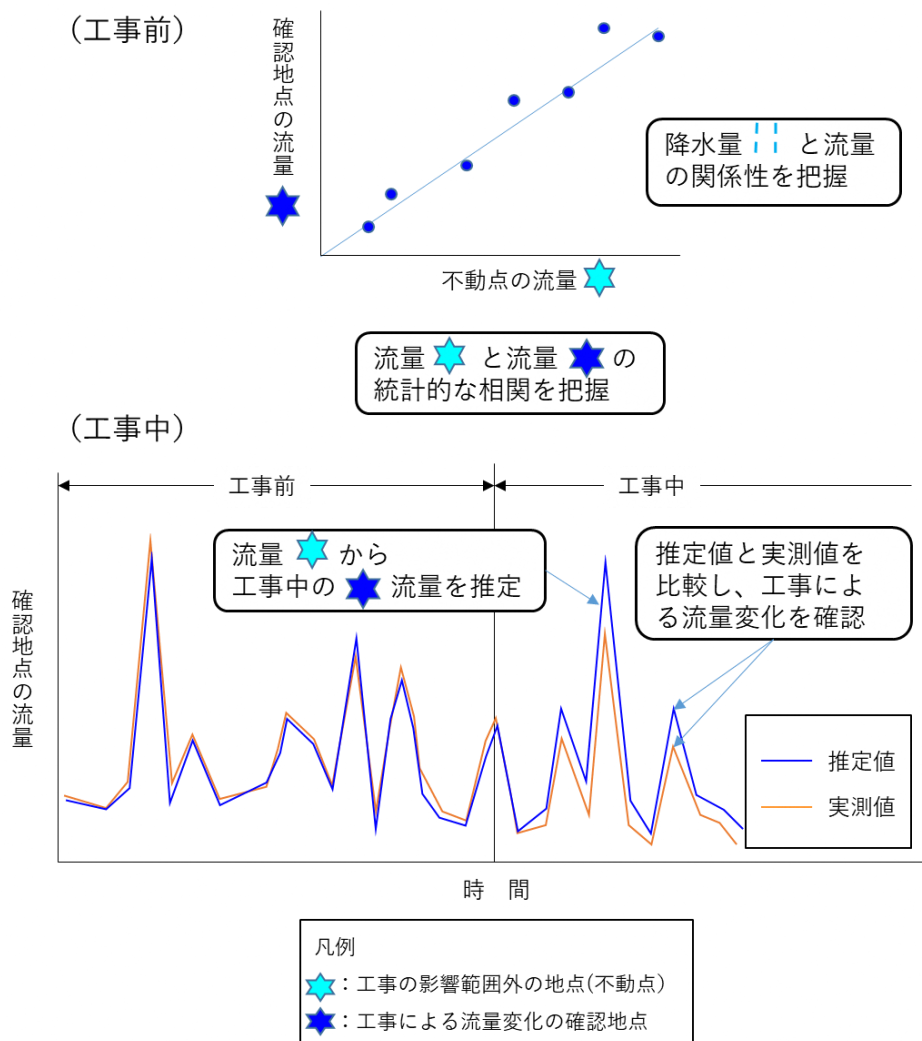 （工事前）
確認地点の流量
降水量 と流量
の関係性を把握
不動点の流量
流量 と流量 の
統計的な相関を把握
（工事中）
工事前
工事中
流量 から
工事中の 流量を推定
推定値と実測値を
比較し、工事によ
る流量変化を確認
確認地点の流量
推定値
実測値
時 間
凡例
：工事の影響範囲外の地点(不動点）
：工事による流量変化の確認地点